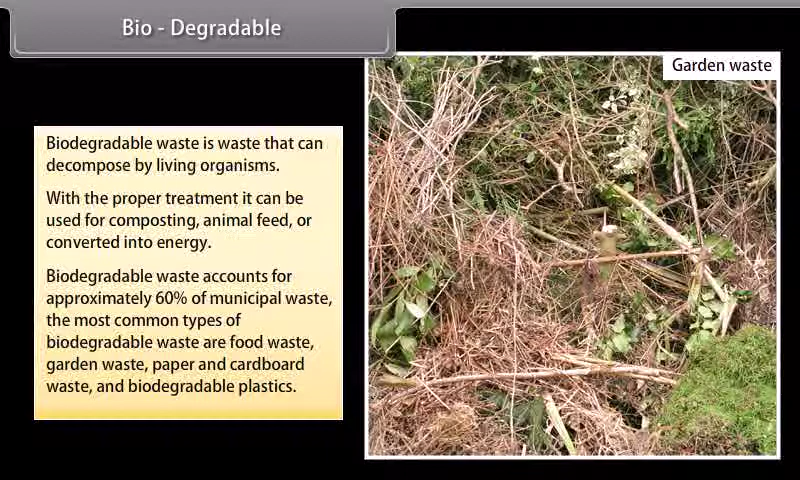 Bio - Degradable
Garden waste
Biodegradable waste is waste that can
decompose by living organisms.
With the proper treatment it can be
used for composting, animal feed, or
converted into energy.
Biodegradable waste accounts for
approximately 60% of municipal waste,
the most common types of
biodegradable waste are food waste,
garden waste, paper and cardboard
waste, and biodegradable plastics.